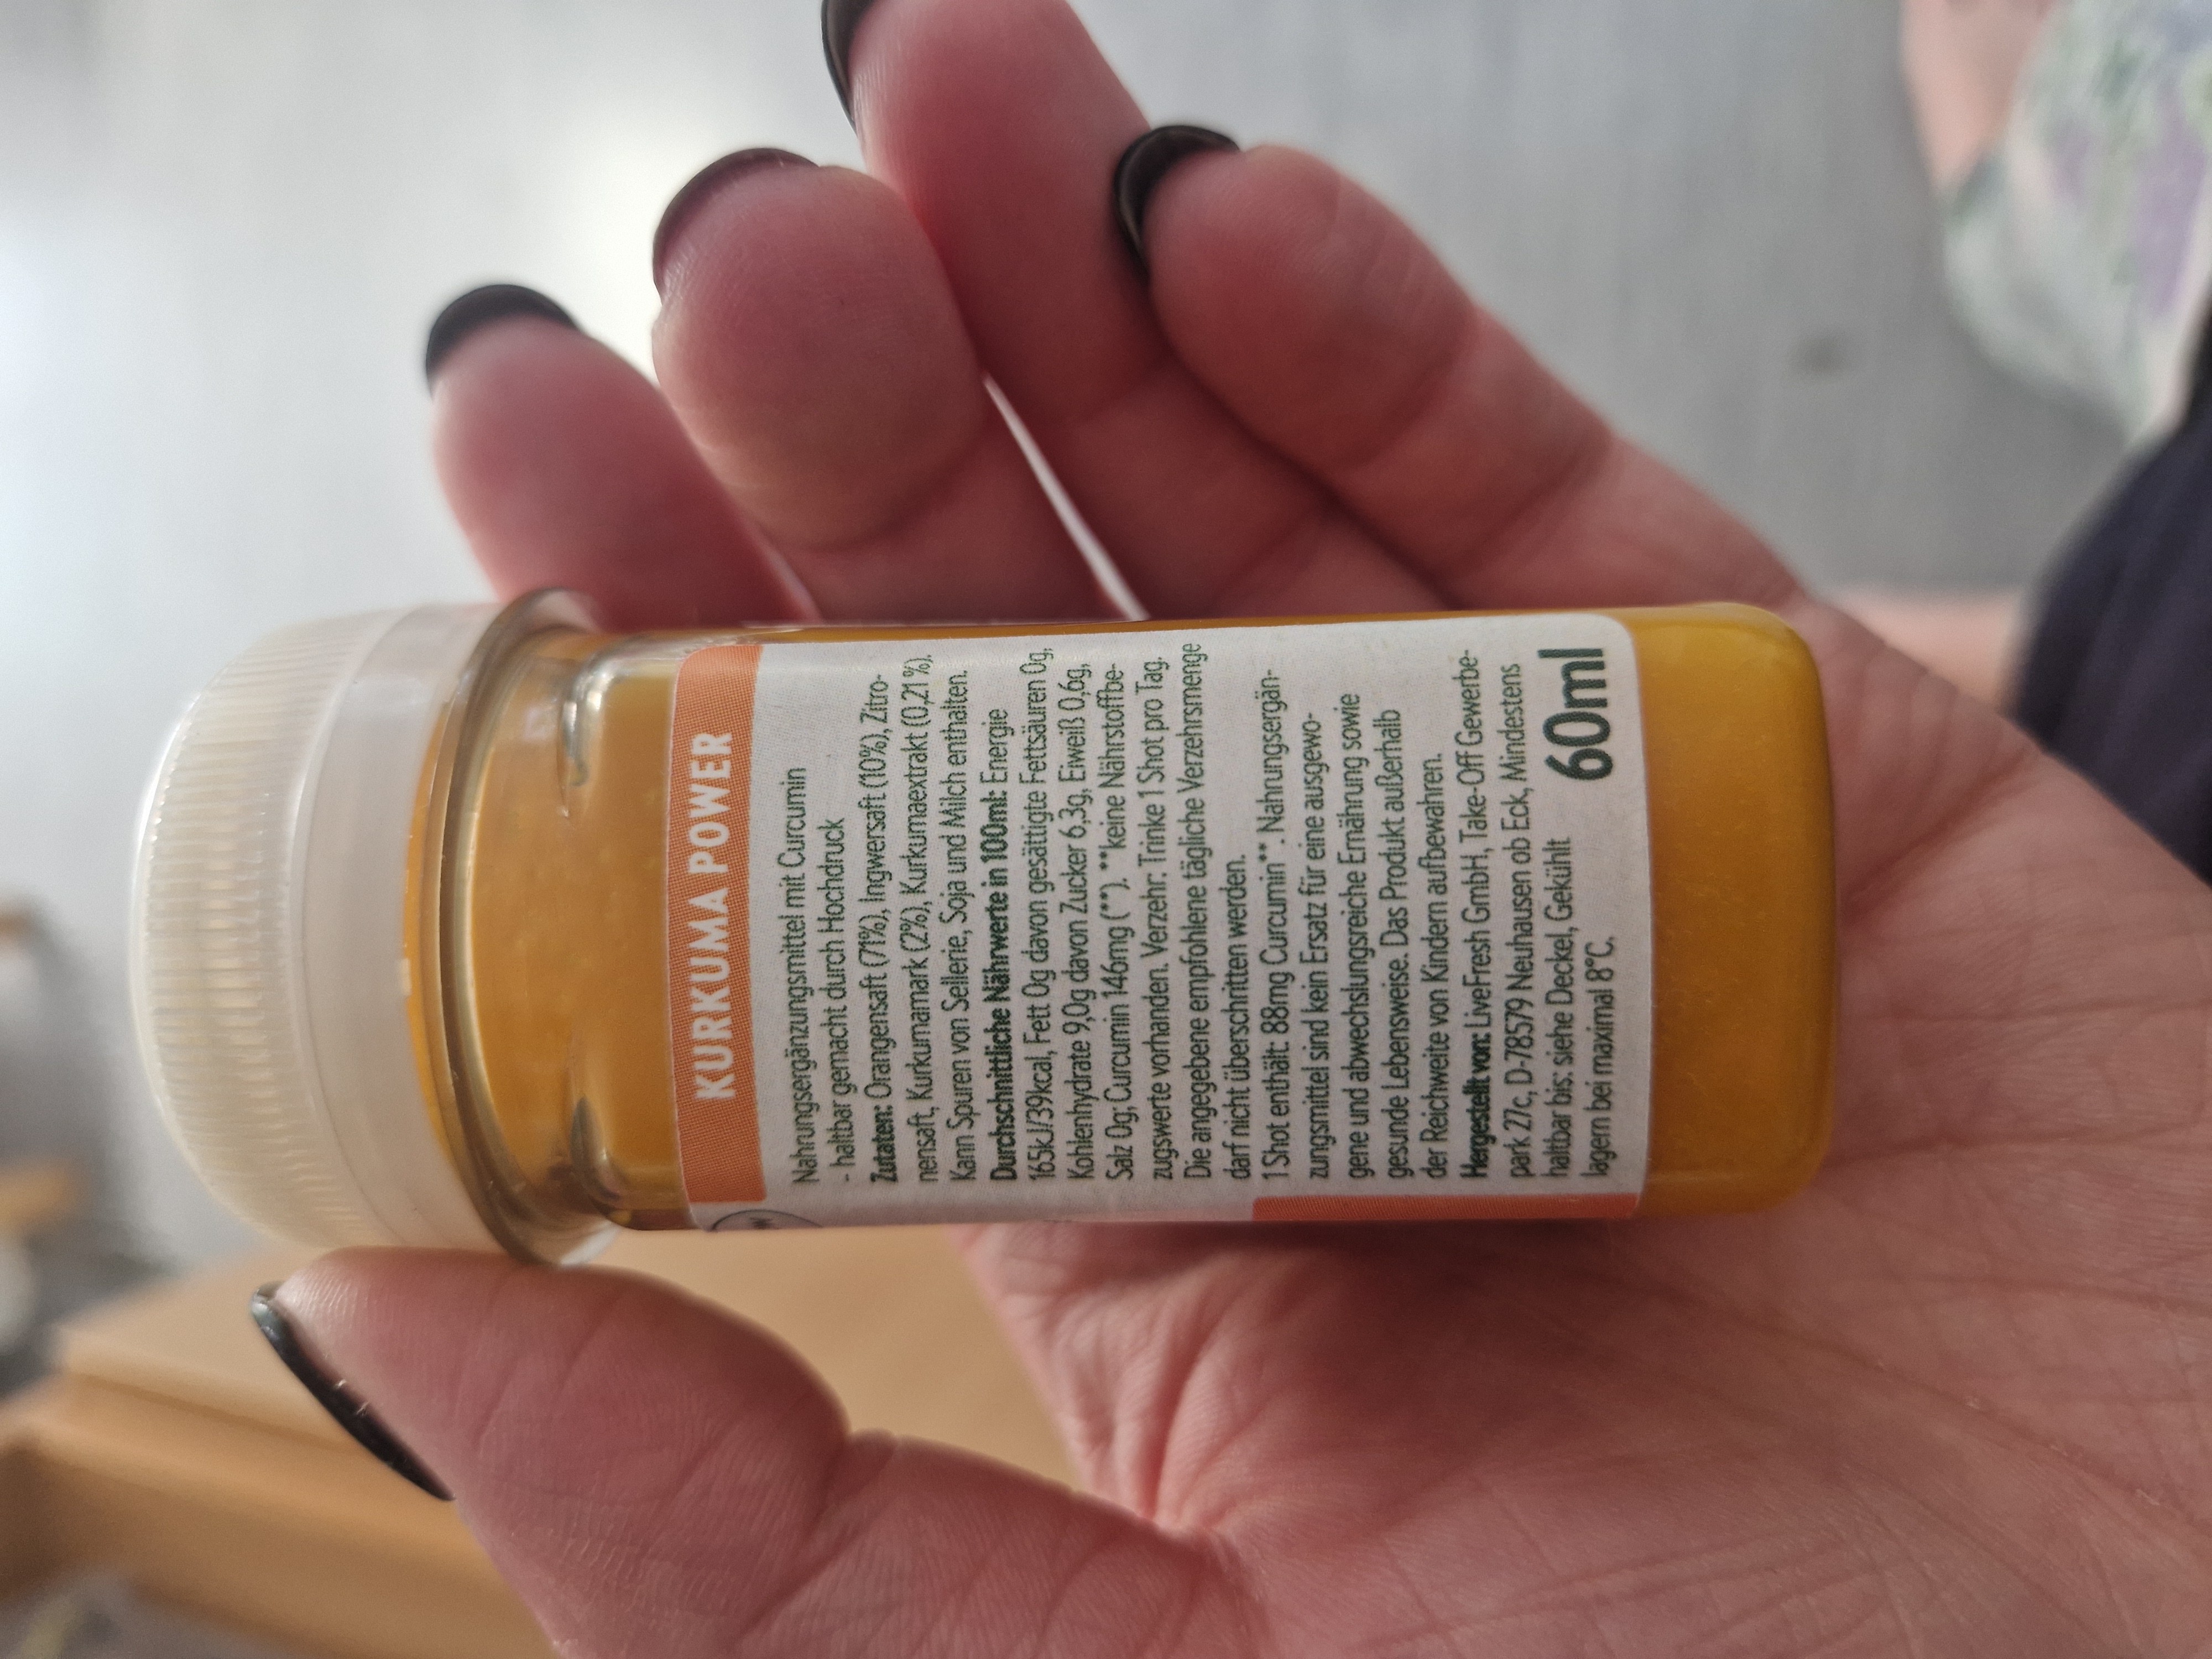 KURKUMA POWER
Nahrungsergänzungsmittel mit Curcumin
- haltbar gemacht durch Hochdruck
Zutaten: Orangensaft (71%), Ingwersaft (10%), Zitro-
nensaft, Kurkumamark (2%), Kurkumaextrakt (0,21 %).
Kann Spuren von Sellerie, Soja und Milch enthalten.
Durchschnittliche Nährwerte in 100ml: Energie
165kJ/39kcal, Fett 0g davon gesättigte Fettsäuren 0g,
Kohlenhydrate 9,0g davon Zucker 6,3g, Eiweiß 0,6g,
Salz 0g; Curcumin 146mg (**). **keine Nährstoffbe-
zugswerte vorhanden. Verzehr: Trinke 1 Shot pro Tag.
Die angegebene empfohlene tägliche Verzehrsmenge
darf nicht überschritten werden.
1 Shot enthält: 88mg Curcumin**. Nahrungsergän-
zungsmittel sind kein Ersatz für eine ausgewo-
gene und abwechslungsreiche Ernährung sowie
gesunde Lebensweise. Das Produkt außerhalb
der Reichweite von Kindern aufbewahren.
Hergestellt von: LiveFresh GmbH, Take-Off Gewerbe-
park 27c, D-78579 Neuhausen ob Eck, Mindestens
haltbar bis: siehe Deckel, Gekühlt
lagern bei maximal 8°C.
60ml